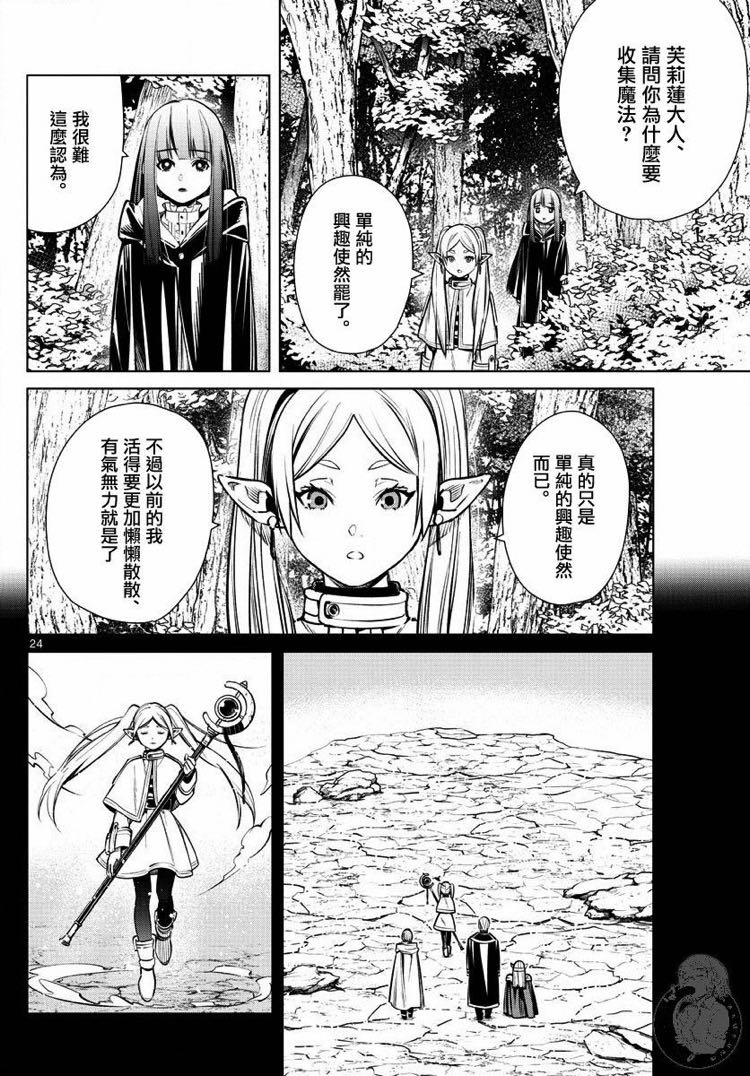 芙莉蓮大人、
請問你為什麼要
收集魔法？
單純的
興趣使然
罷了。
我很難
這麼認為。
真的只是
單純的興趣使然
而已。
不過以前的我
活得要更加懶懶散散、
有氣無力就是了
24